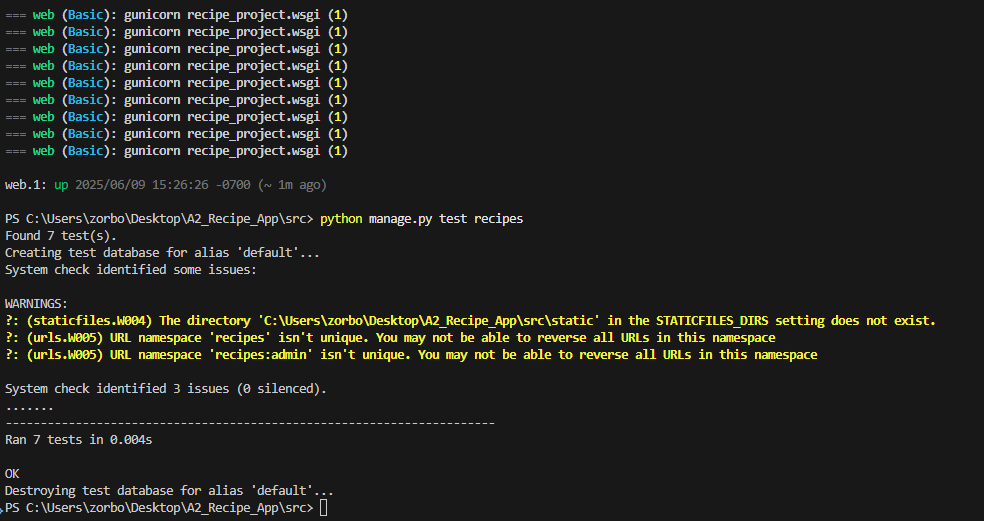 === web (Basic): gunicorn recipe_project.wsgi (1)
=== web (Basic): gunicorn recipe_project.wsgi (1)
=== web (Basic): gunicorn recipe_project.wsgi (1)
=== web (Basic): gunicorn recipe_project.wsgi (1)
=== web (Basic): gunicorn recipe_project.wsgi (1)
=== web (Basic): gunicorn recipe_project.wsgi (1)
=== web (Basic): gunicorn recipe_project.wsgi (1)
=== web (Basic): gunicorn recipe_project.wsgi (1)
=== web (Basic): gunicorn recipe_project.wsgi (1)
web.1: up 2025/06/09 15:26:26 -0700 (~ 1m ago)
PS C:\Users\zorbo\Desktop\A2_Recipe_App\src> python manage.py test recipes
Found 7 test(s).
Creating test database for alias 'default'...
System check identified some issues:
WARNINGS:
?: (staticfiles.W004) The directory 'C:\Users\zorbo\Desktop\A2_Recipe_App\src\static' in the STATICFILES_DIRS setting does not exist.
?: (urls.W005) URL namespace 'recipes' isn't unique. You may not be able to reverse all URLs in this namespace
?: (urls.W005) URL namespace 'recipes:admin' isn't unique. You may not be able to reverse all URLs in this namespace
System check identified 3 issues (0 silenced).
.......
----------------------------------------------------------------------
Ran 7 tests in 0.004s
OK
Destroying test database for alias 'default'...
PS C:\Users\zorbo\Desktop\A2_Recipe_App\src>